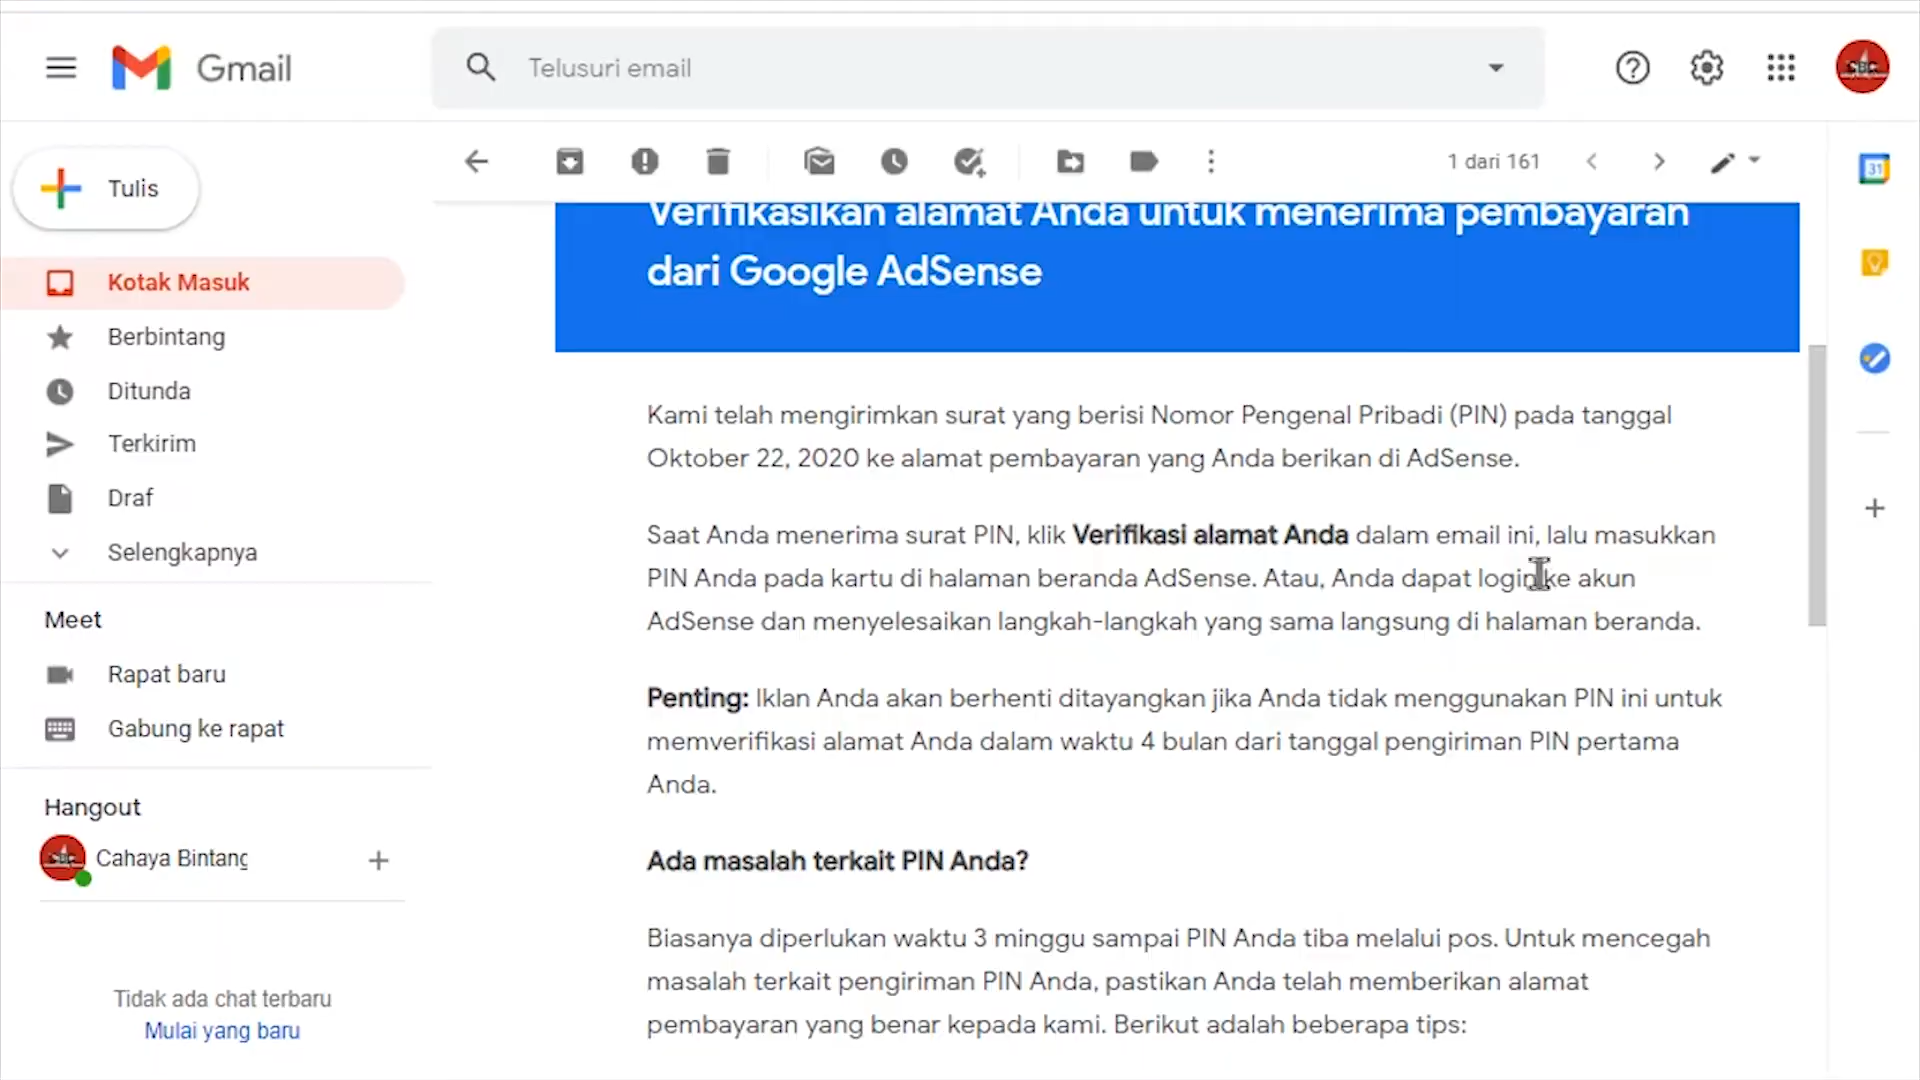 Gmail
Telusuri email
Tulis
1 dari 161
31
Kotak Masuk
Berbintang
Ditunda
Terkirim
Draf
Selengkapnya
Meet
Rapat baru
Gabung ke rapat
Hangout
Cahaya Bintang
Tidak ada chat terbaru
Mulai yang baru
Verifikasikan alamat Anda untuk menerima pembayaran
dari Google AdSense
Kami telah mengirimkan surat yang berisi Nomor Pengenal Pribadi (PIN) pada tanggal
Oktober 22, 2020 ke alamat pembayaran yang Anda berikan di AdSense.
Saat Anda menerima surat PIN, klik Verifikasi alamat Anda dalam email ini, lalu masukkan
PIN Anda pada kartu di halaman beranda AdSense. Atau, Anda dapat login ke akun
AdSense dan menyelesaikan langkah-langkah yang sama langsung di halaman beranda.
Penting: Iklan Anda akan berhenti ditayangkan jika Anda tidak menggunakan PIN ini untuk
memverifikasi alamat Anda dalam waktu 4 bulan dari tanggal pengiriman PIN pertama
Anda.
Ada masalah terkait PIN Anda?
Biasanya diperlukan waktu 3 minggu sampai PIN Anda tiba melalui pos. Untuk mencegah
masalah terkait pengiriman PIN Anda, pastikan Anda telah memberikan alamat
pembayaran yang benar kepada kami. Berikut adalah beberapa tips: